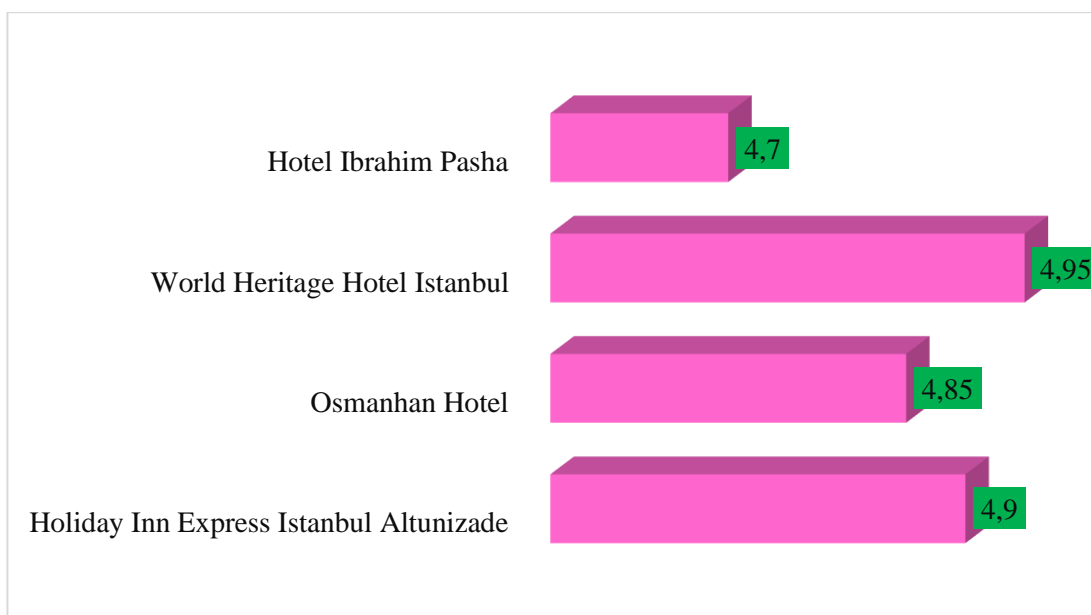 Hotel Ibrahim Pasha
4,7
World Heritage Hotel Istanbul
4,95
Osmanhan Hotel
4,85
Holiday Inn Express Istanbul Altunizade
4,9